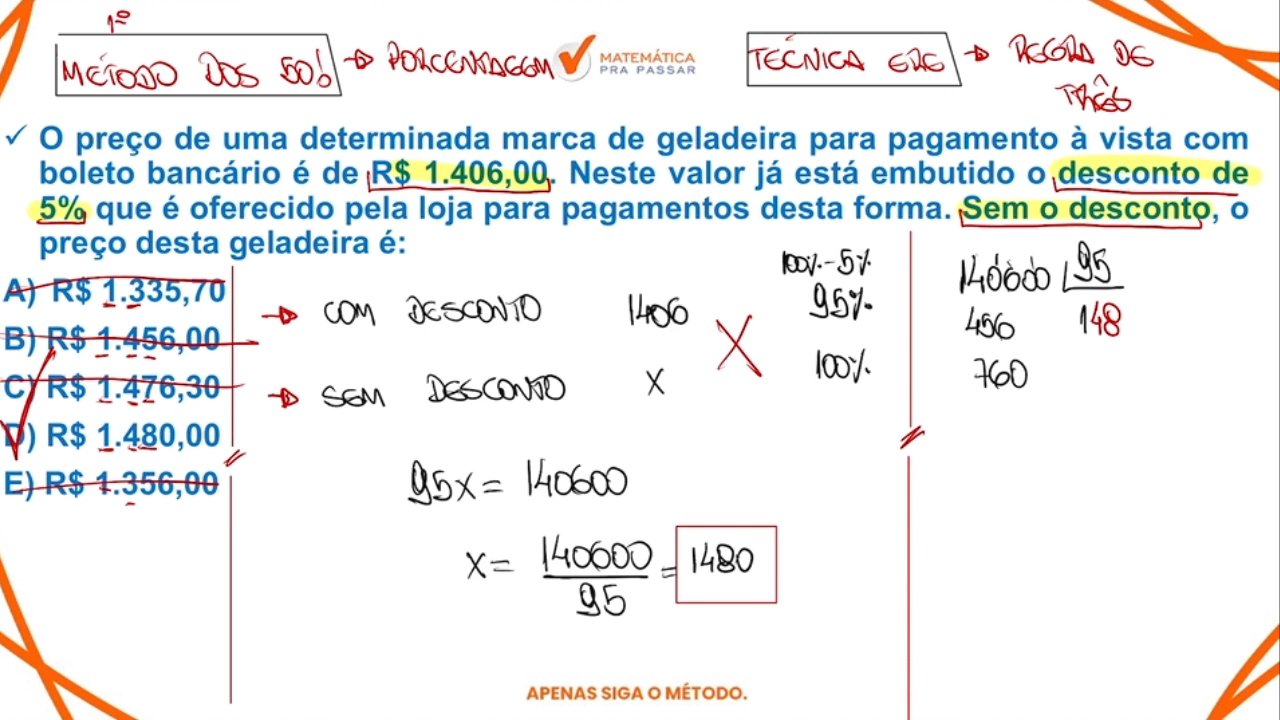 1º
MÉTODO DOS 50! → PORCENTAGEM
MATEMÁTICA
PRA PASSAR
TÉCNICA ERE → REGRA DE
TRÊS
✓ O preço de uma determinada marca de geladeira para pagamento à vista com
boleto bancário é de R$ 1.406,00. Neste valor já está embutido o desconto de
5% que é oferecido pela loja para pagamentos desta forma. Sem o desconto, o
preço desta geladeira é:
A) R$ 1.335,70
B) R$ 1.456,00
C) R$ 1.476,30
D) R$ 1.480,00
E) R$ 1.356,00
100%-5%
→ COM DESCONTO 1406 95%
→ SEM DESCONTO X 100%
95x = 140600
x = 140600
95
= 1480
140600 95
456 148
760
APENAS SIGA O MÉTODO.